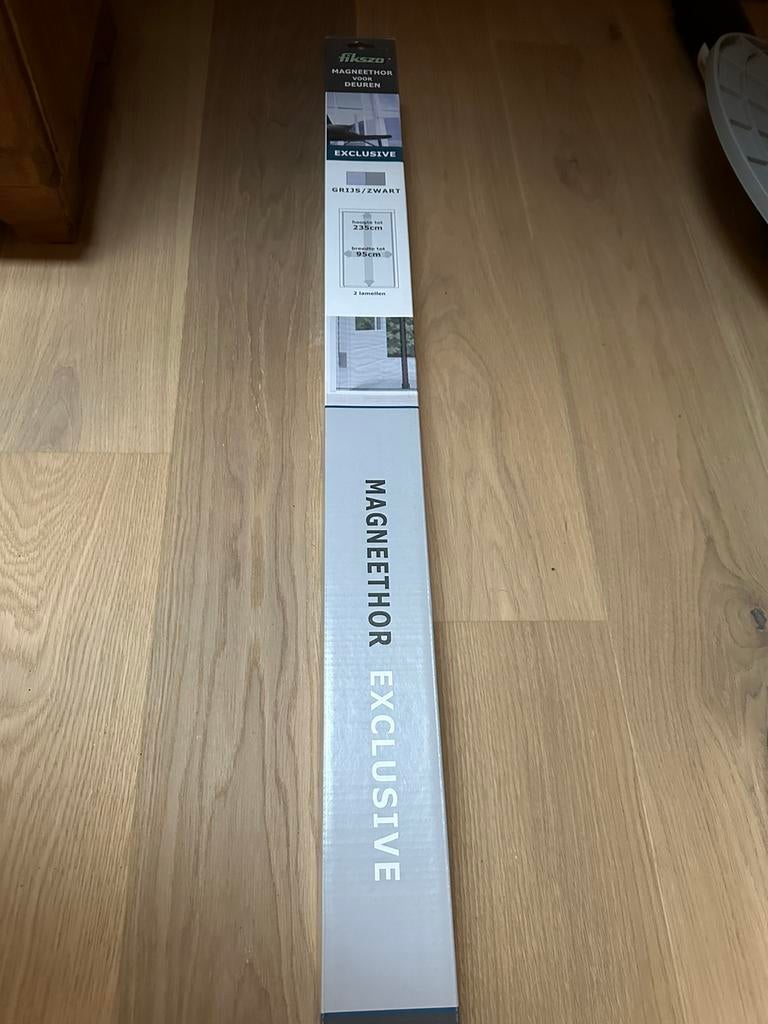 fikszo
MAGNEETHOR
VOOR
DEUREN
EXCLUSIVE
GRIJS/ZWART
hoogte tot
235cm
breedte tot
95cm
2 lamellen
MAGNEETHOR EXCLUSIVE